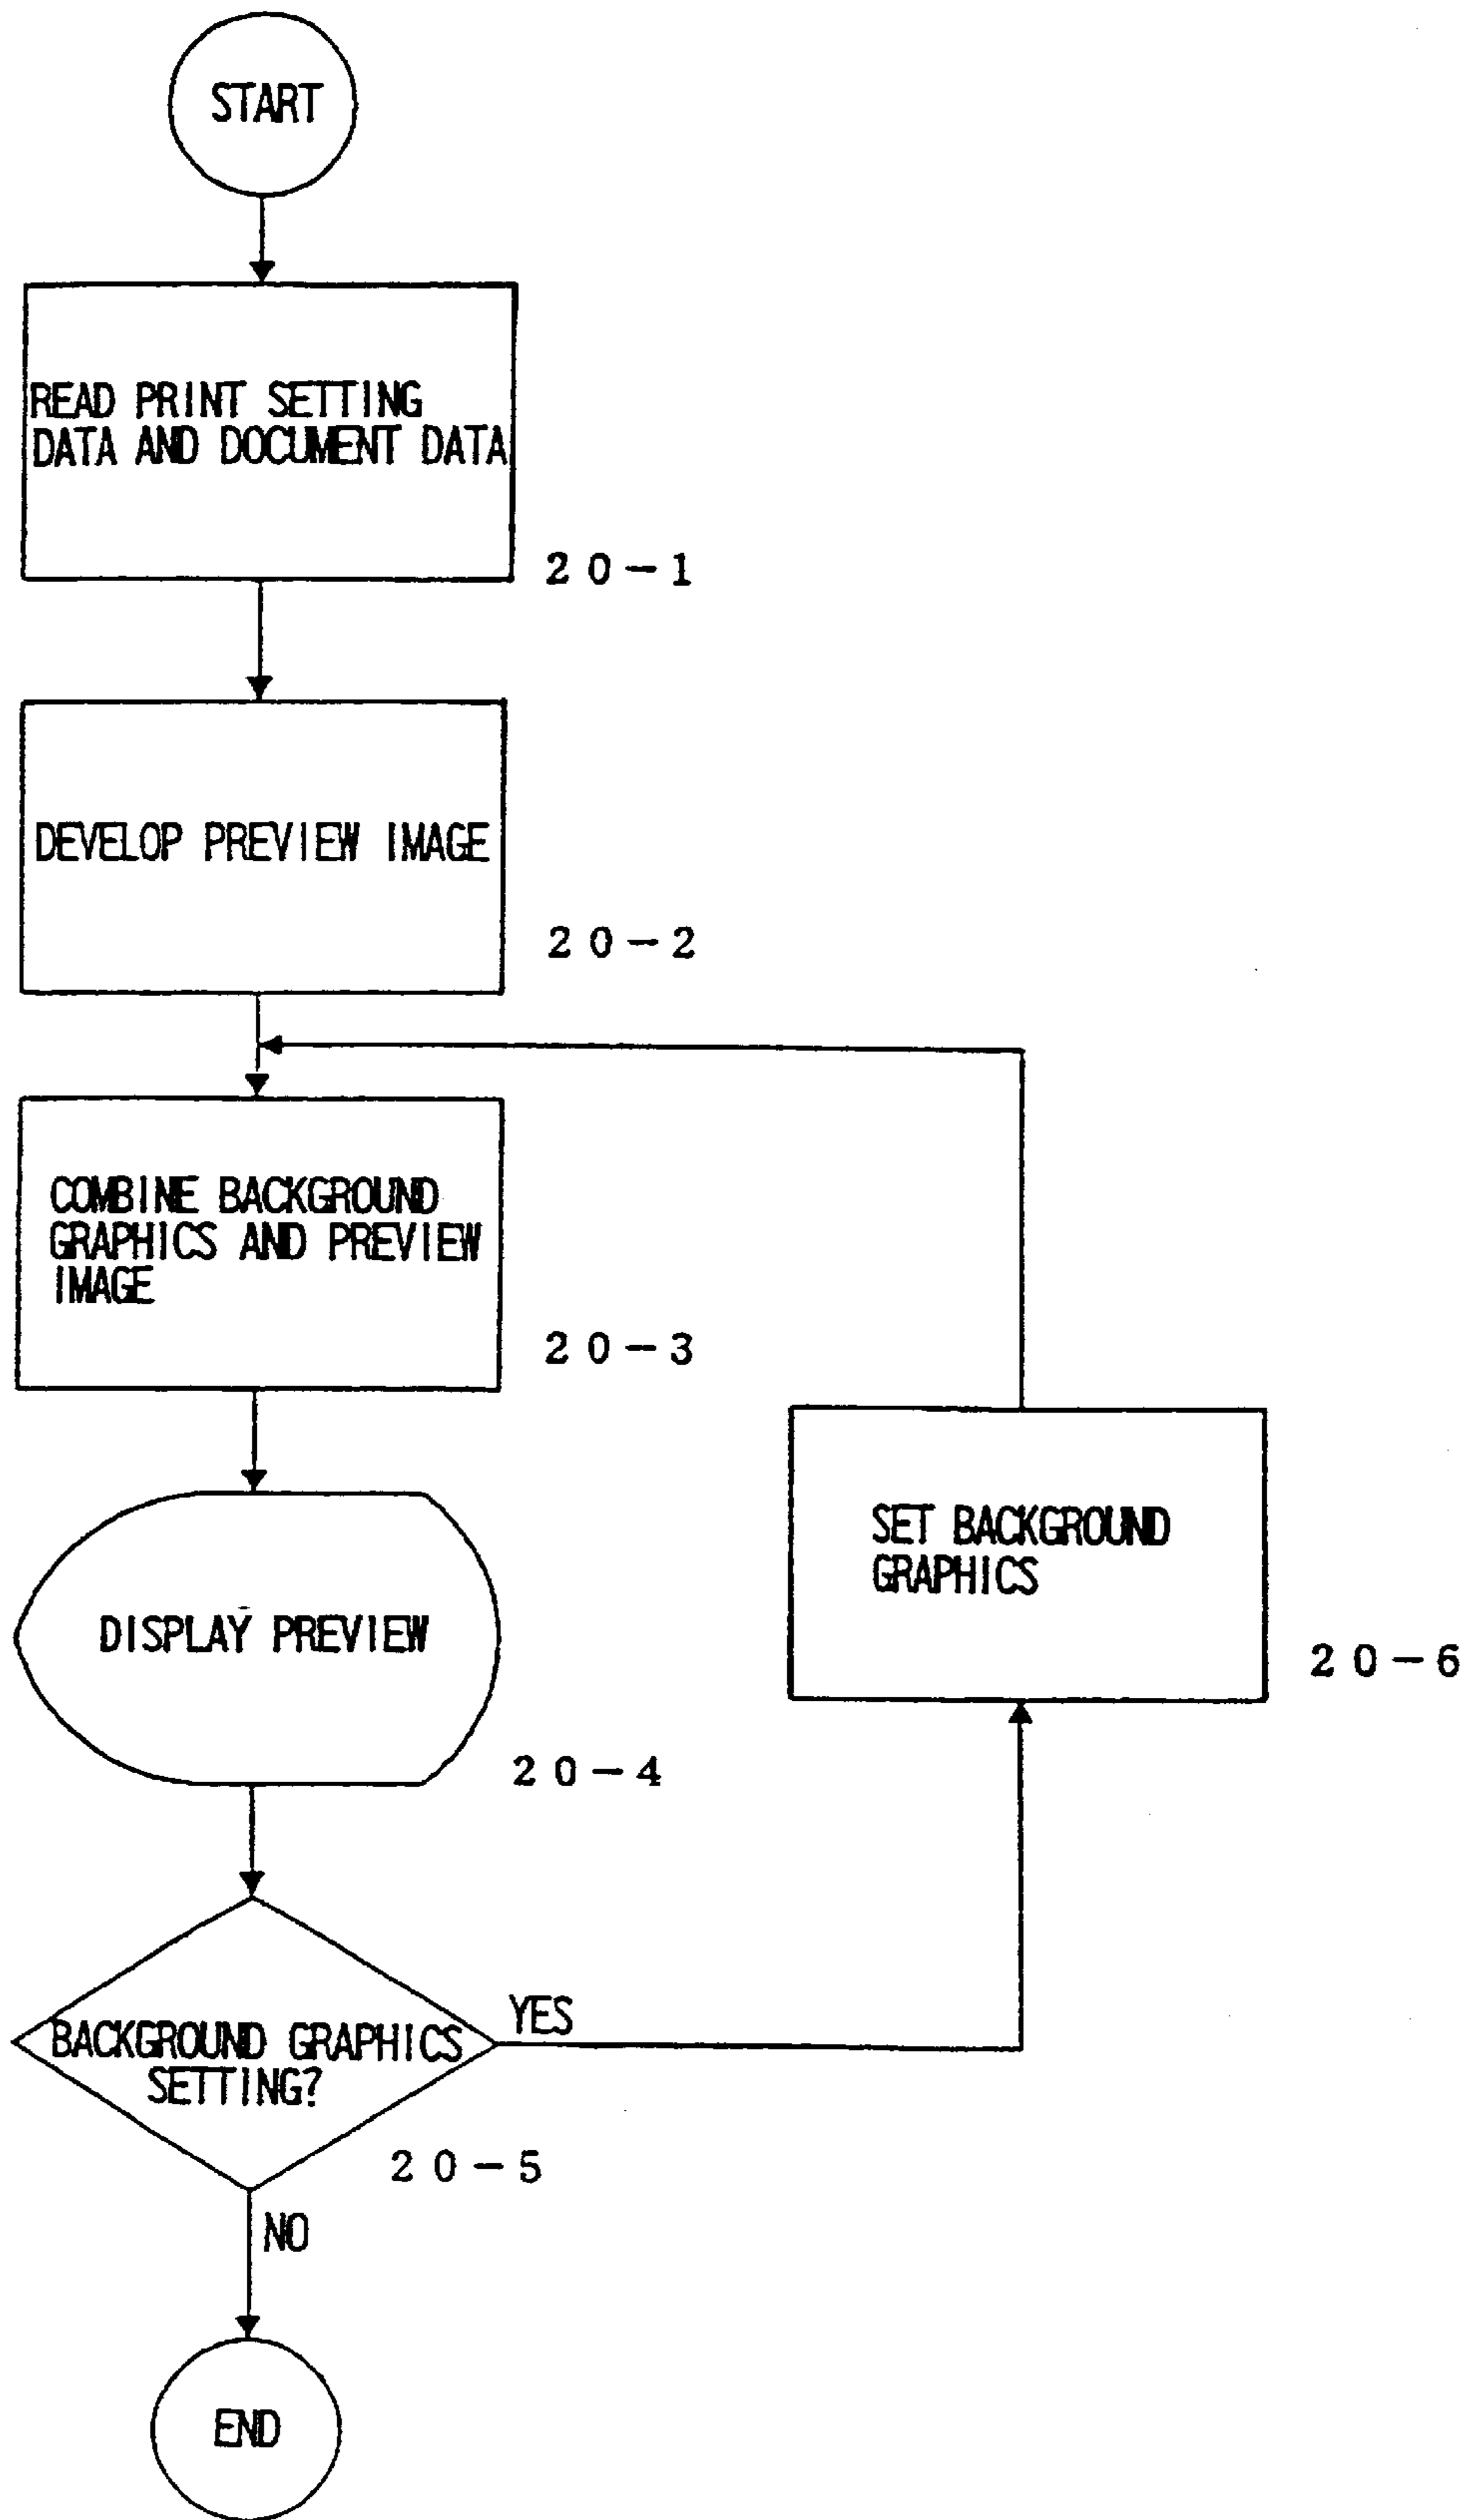 START
READ PRINT SETTING
DATA AND DOCUMENT DATA
20-1
DEVELOP PREVIEW IMAGE
20-2
COMBINE BACKGROUND
GRAPHICS AND PREVIEW
IMAGE
20-3
SET BACKGROUND
GRAPHICS
20-6
DISPLAY PREVIEW
20-4
BACKGROUND GRAPHICS
SETTING?
YES
20-5
NO
END